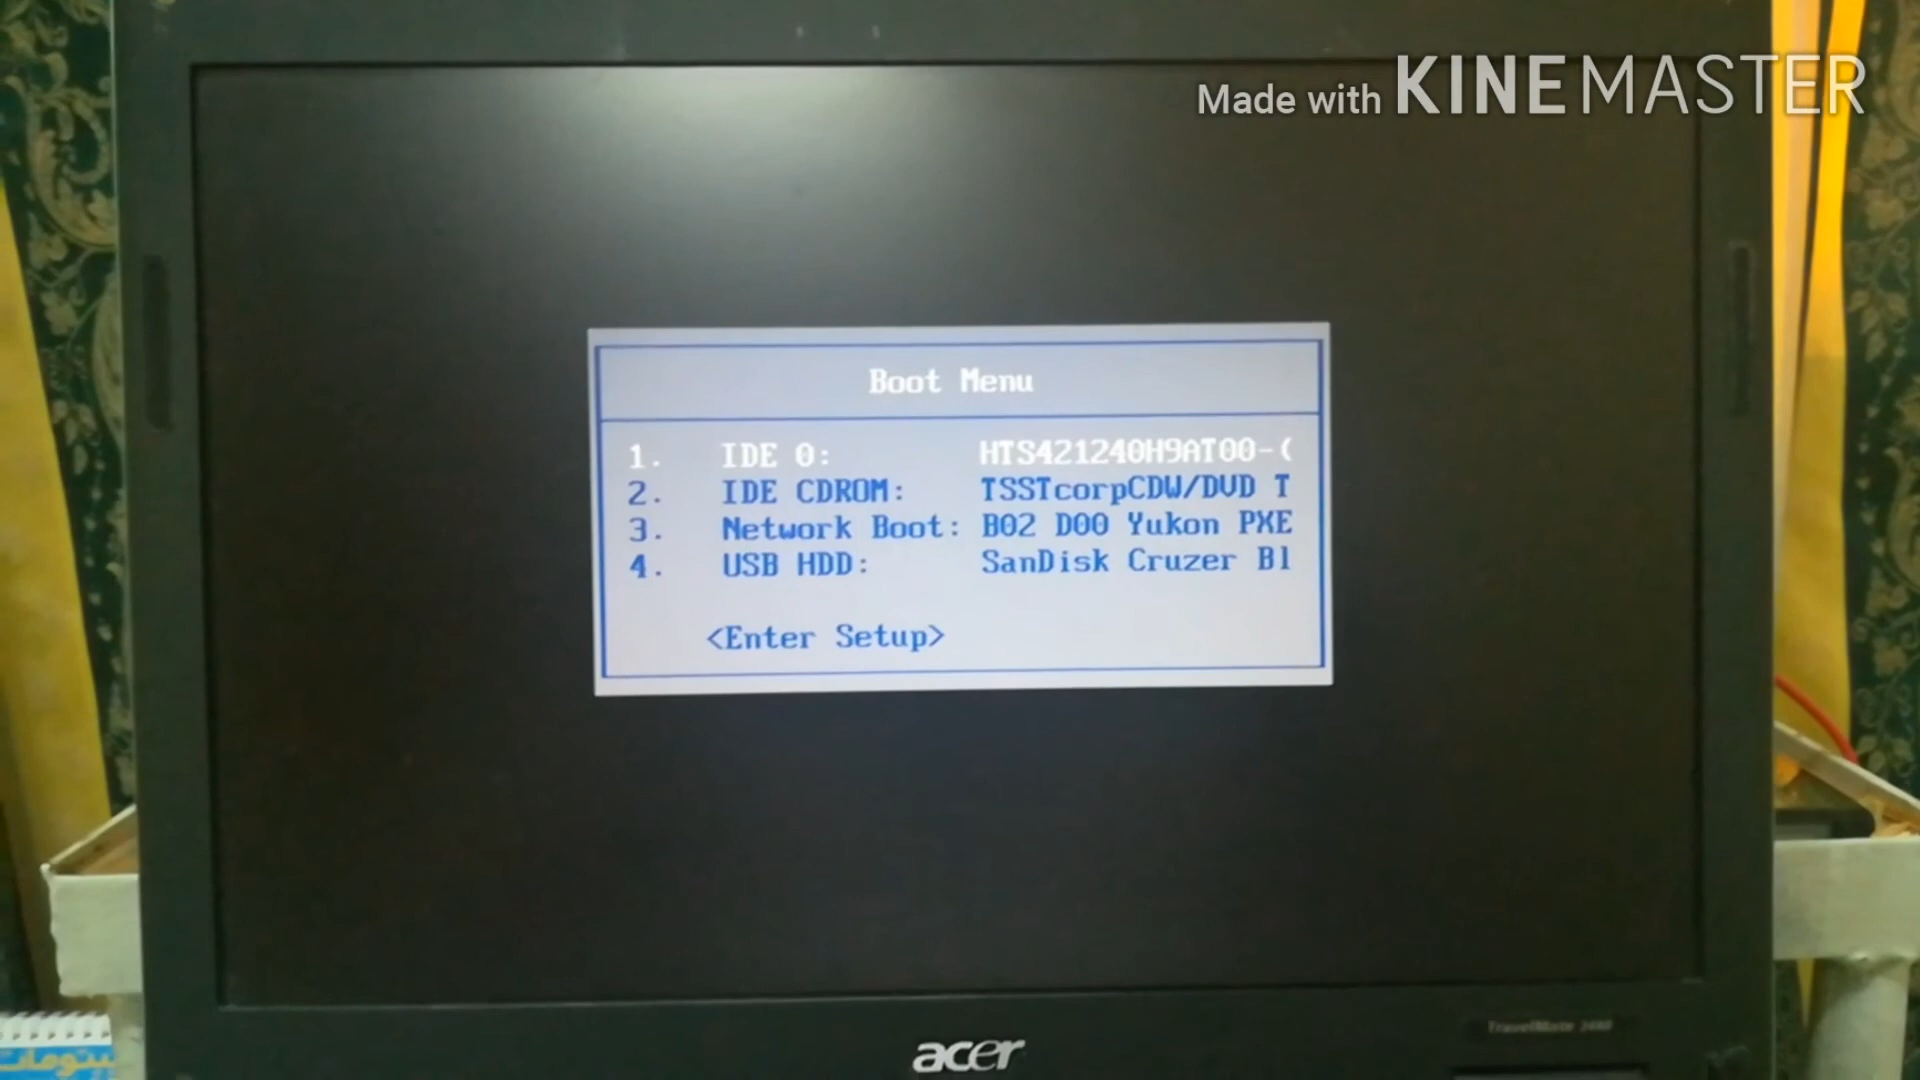 Made with KINEMASTER
Boot Menu
1. IDE 0: HTS421240H9AT00-(
2. IDE CDROM: TSSTcorpCDW/DVD T
3. Network Boot: B02 D00 Yukon PXE
4. USB HDD: SanDisk Cruzer Bl
<Enter Setup>
TravelMate
acer